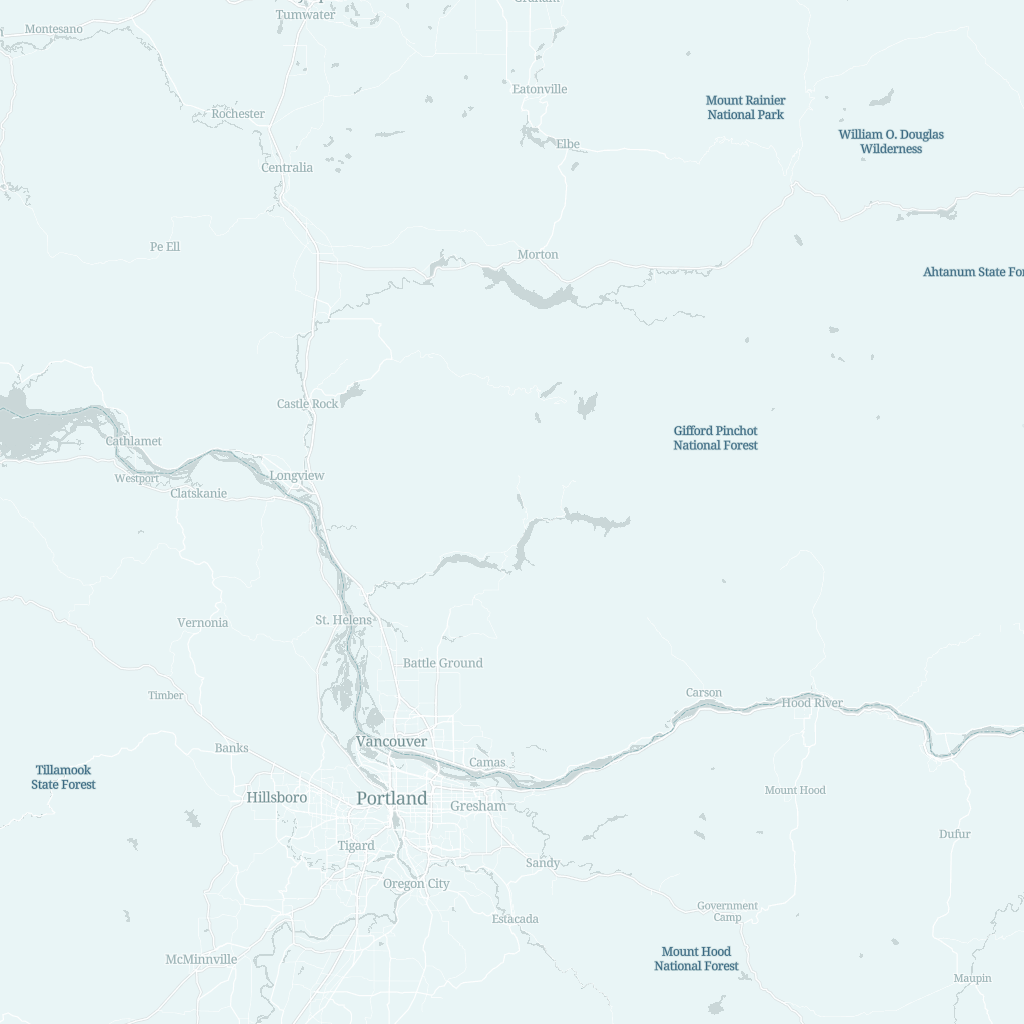 Tumwater
Montesano
Eatonville
Mount Rainier
National Park
Rochester
William O. Douglas
Wilderness
Elbe
Centralia
Pe Ell
Morton
Ahtanum State For
Castle Rock
Gifford Pinchot
National Forest
Cathlamet
Westport
Longview
Clatskanie
St. Helens
Vernonia
Battle Ground
Timber
Carson
Hood River
Vancouver
Banks
Camas
Tillamook
State Forest
Hillsboro
Portland
Gresham
Mount Hood
Dufur
Tigard
Sandy
Oregon City
Government
Camp
Estacada
McMinnville
Mount Hood
National Forest
Maupin